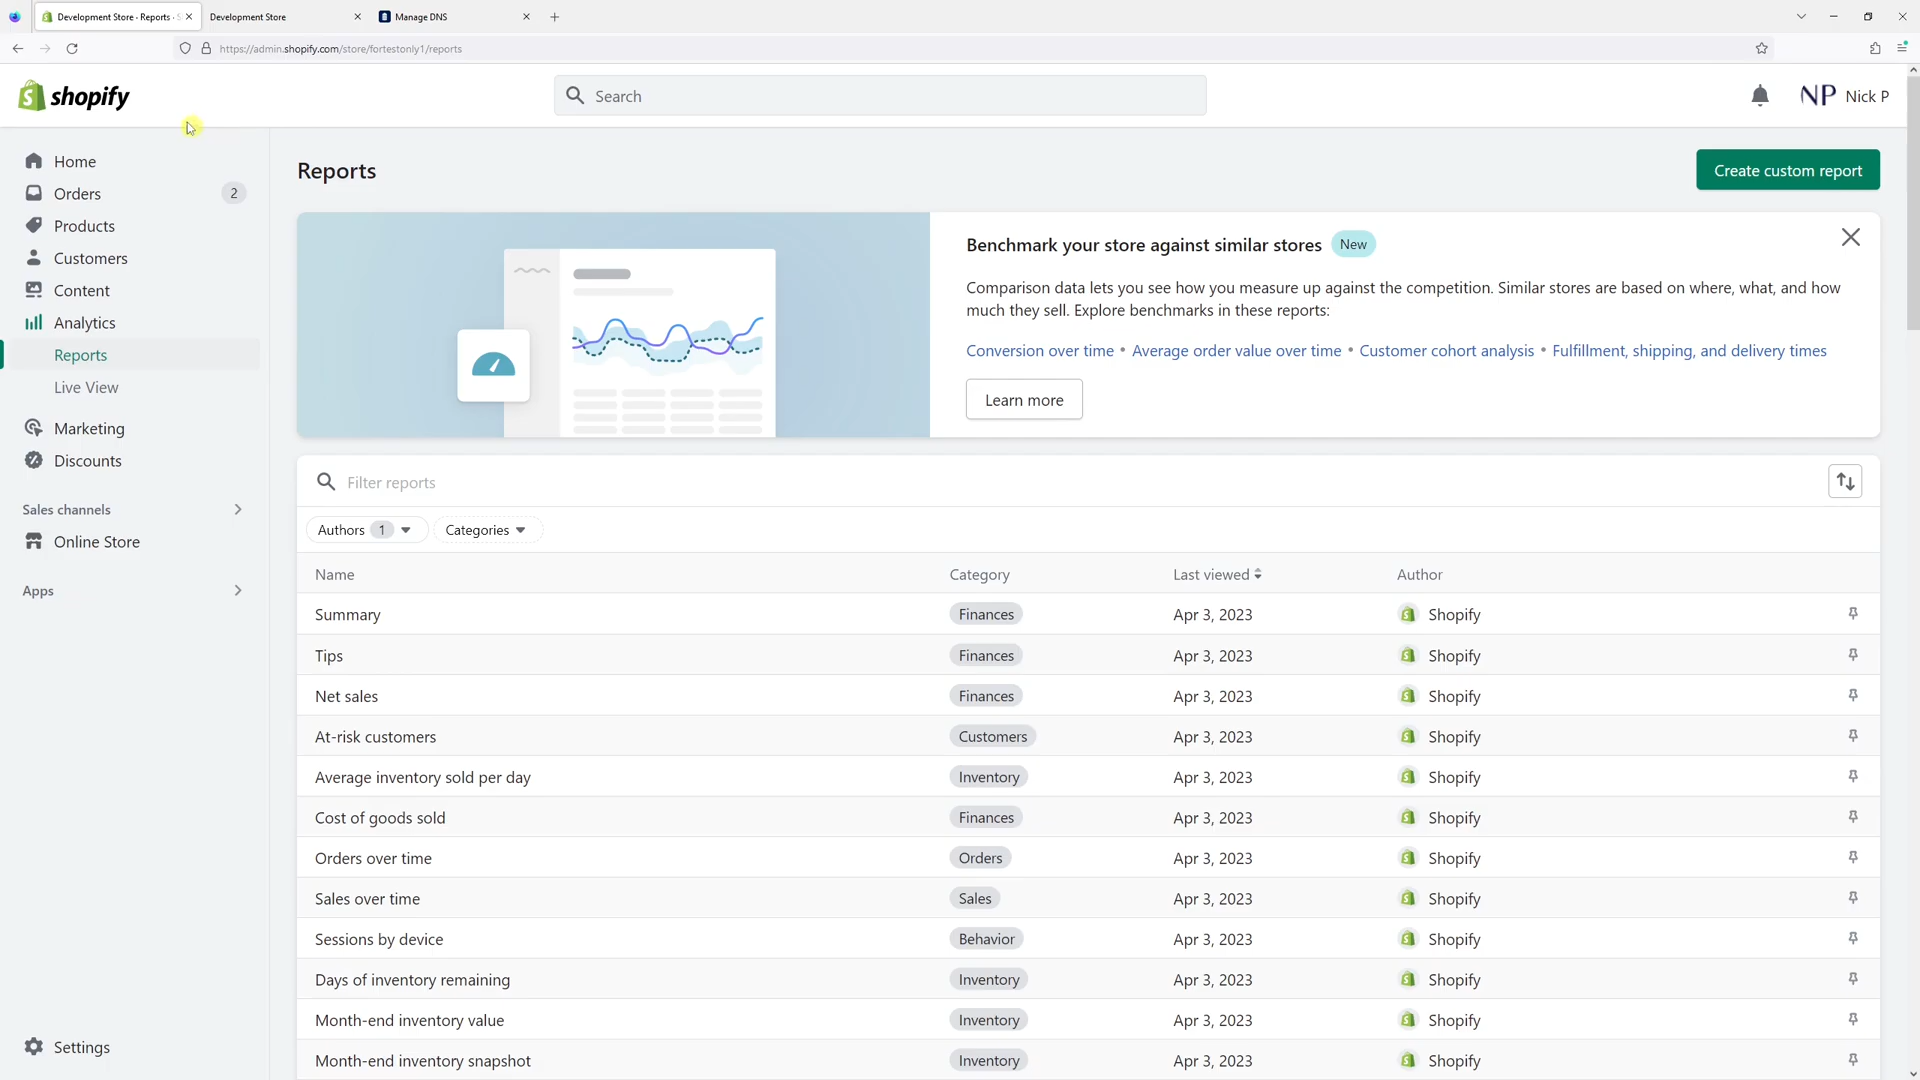 Development Store · Reports · S
Development Store
Manage DNS
https://admin.shopify.com/store/fortestonly1/reports
shopify
Search
NP Nick P
Home
Orders 2
Products
Customers
Content
Analytics
Reports
Live View
Marketing
Discounts
Sales channels
Online Store
Apps
Settings
Reports
Create custom report
Benchmark your store against similar stores New
Comparison data lets you see how you measure up against the competition. Similar stores are based on where, what, and how
much they sell. Explore benchmarks in these reports:
Conversion over time • Average order value over time • Customer cohort analysis • Fulfillment, shipping, and delivery times
Learn more
Filter reports
Authors 1 Categories
Name Category Last viewed Author
Summary Finances Apr 3, 2023 Shopify
Tips Finances Apr 3, 2023 Shopify
Net sales Finances Apr 3, 2023 Shopify
At-risk customers Customers Apr 3, 2023 Shopify
Average inventory sold per day Inventory Apr 3, 2023 Shopify
Cost of goods sold Finances Apr 3, 2023 Shopify
Orders over time Orders Apr 3, 2023 Shopify
Sales over time Sales Apr 3, 2023 Shopify
Sessions by device Behavior Apr 3, 2023 Shopify
Days of inventory remaining Inventory Apr 3, 2023 Shopify
Month-end inventory value Inventory Apr 3, 2023 Shopify
Month-end inventory snapshot Inventory Apr 3, 2023 Shopify